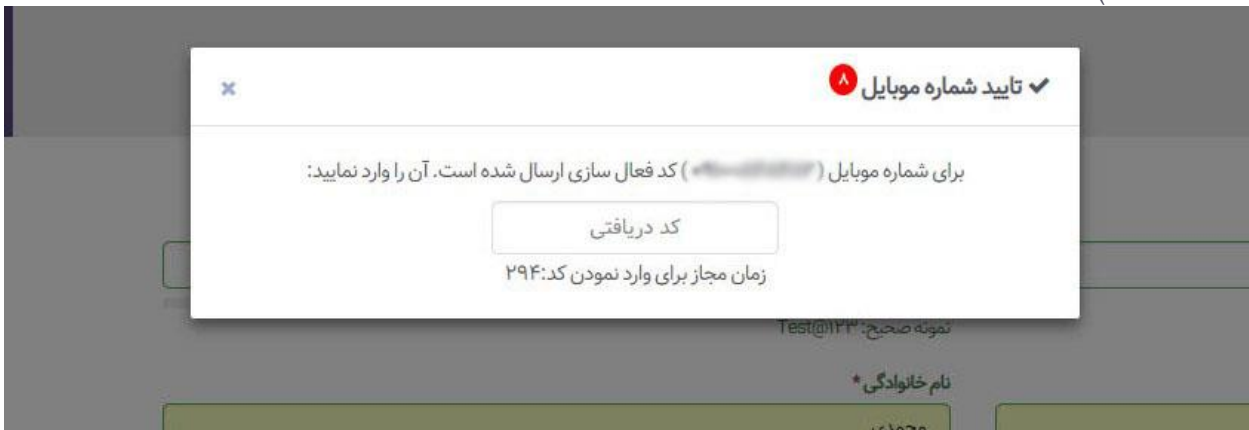 تایید شماره موبایل ۸
برای شماره موبایل ( ) کد فعال سازی ارسال شده است. آن را وارد نمایید:
کد دریافتی
زمان مجاز برای وارد نمودن کد:۲۹۴
نمونه صحیح: Test@۱۲۳
نام خانوادگی *
محمدی